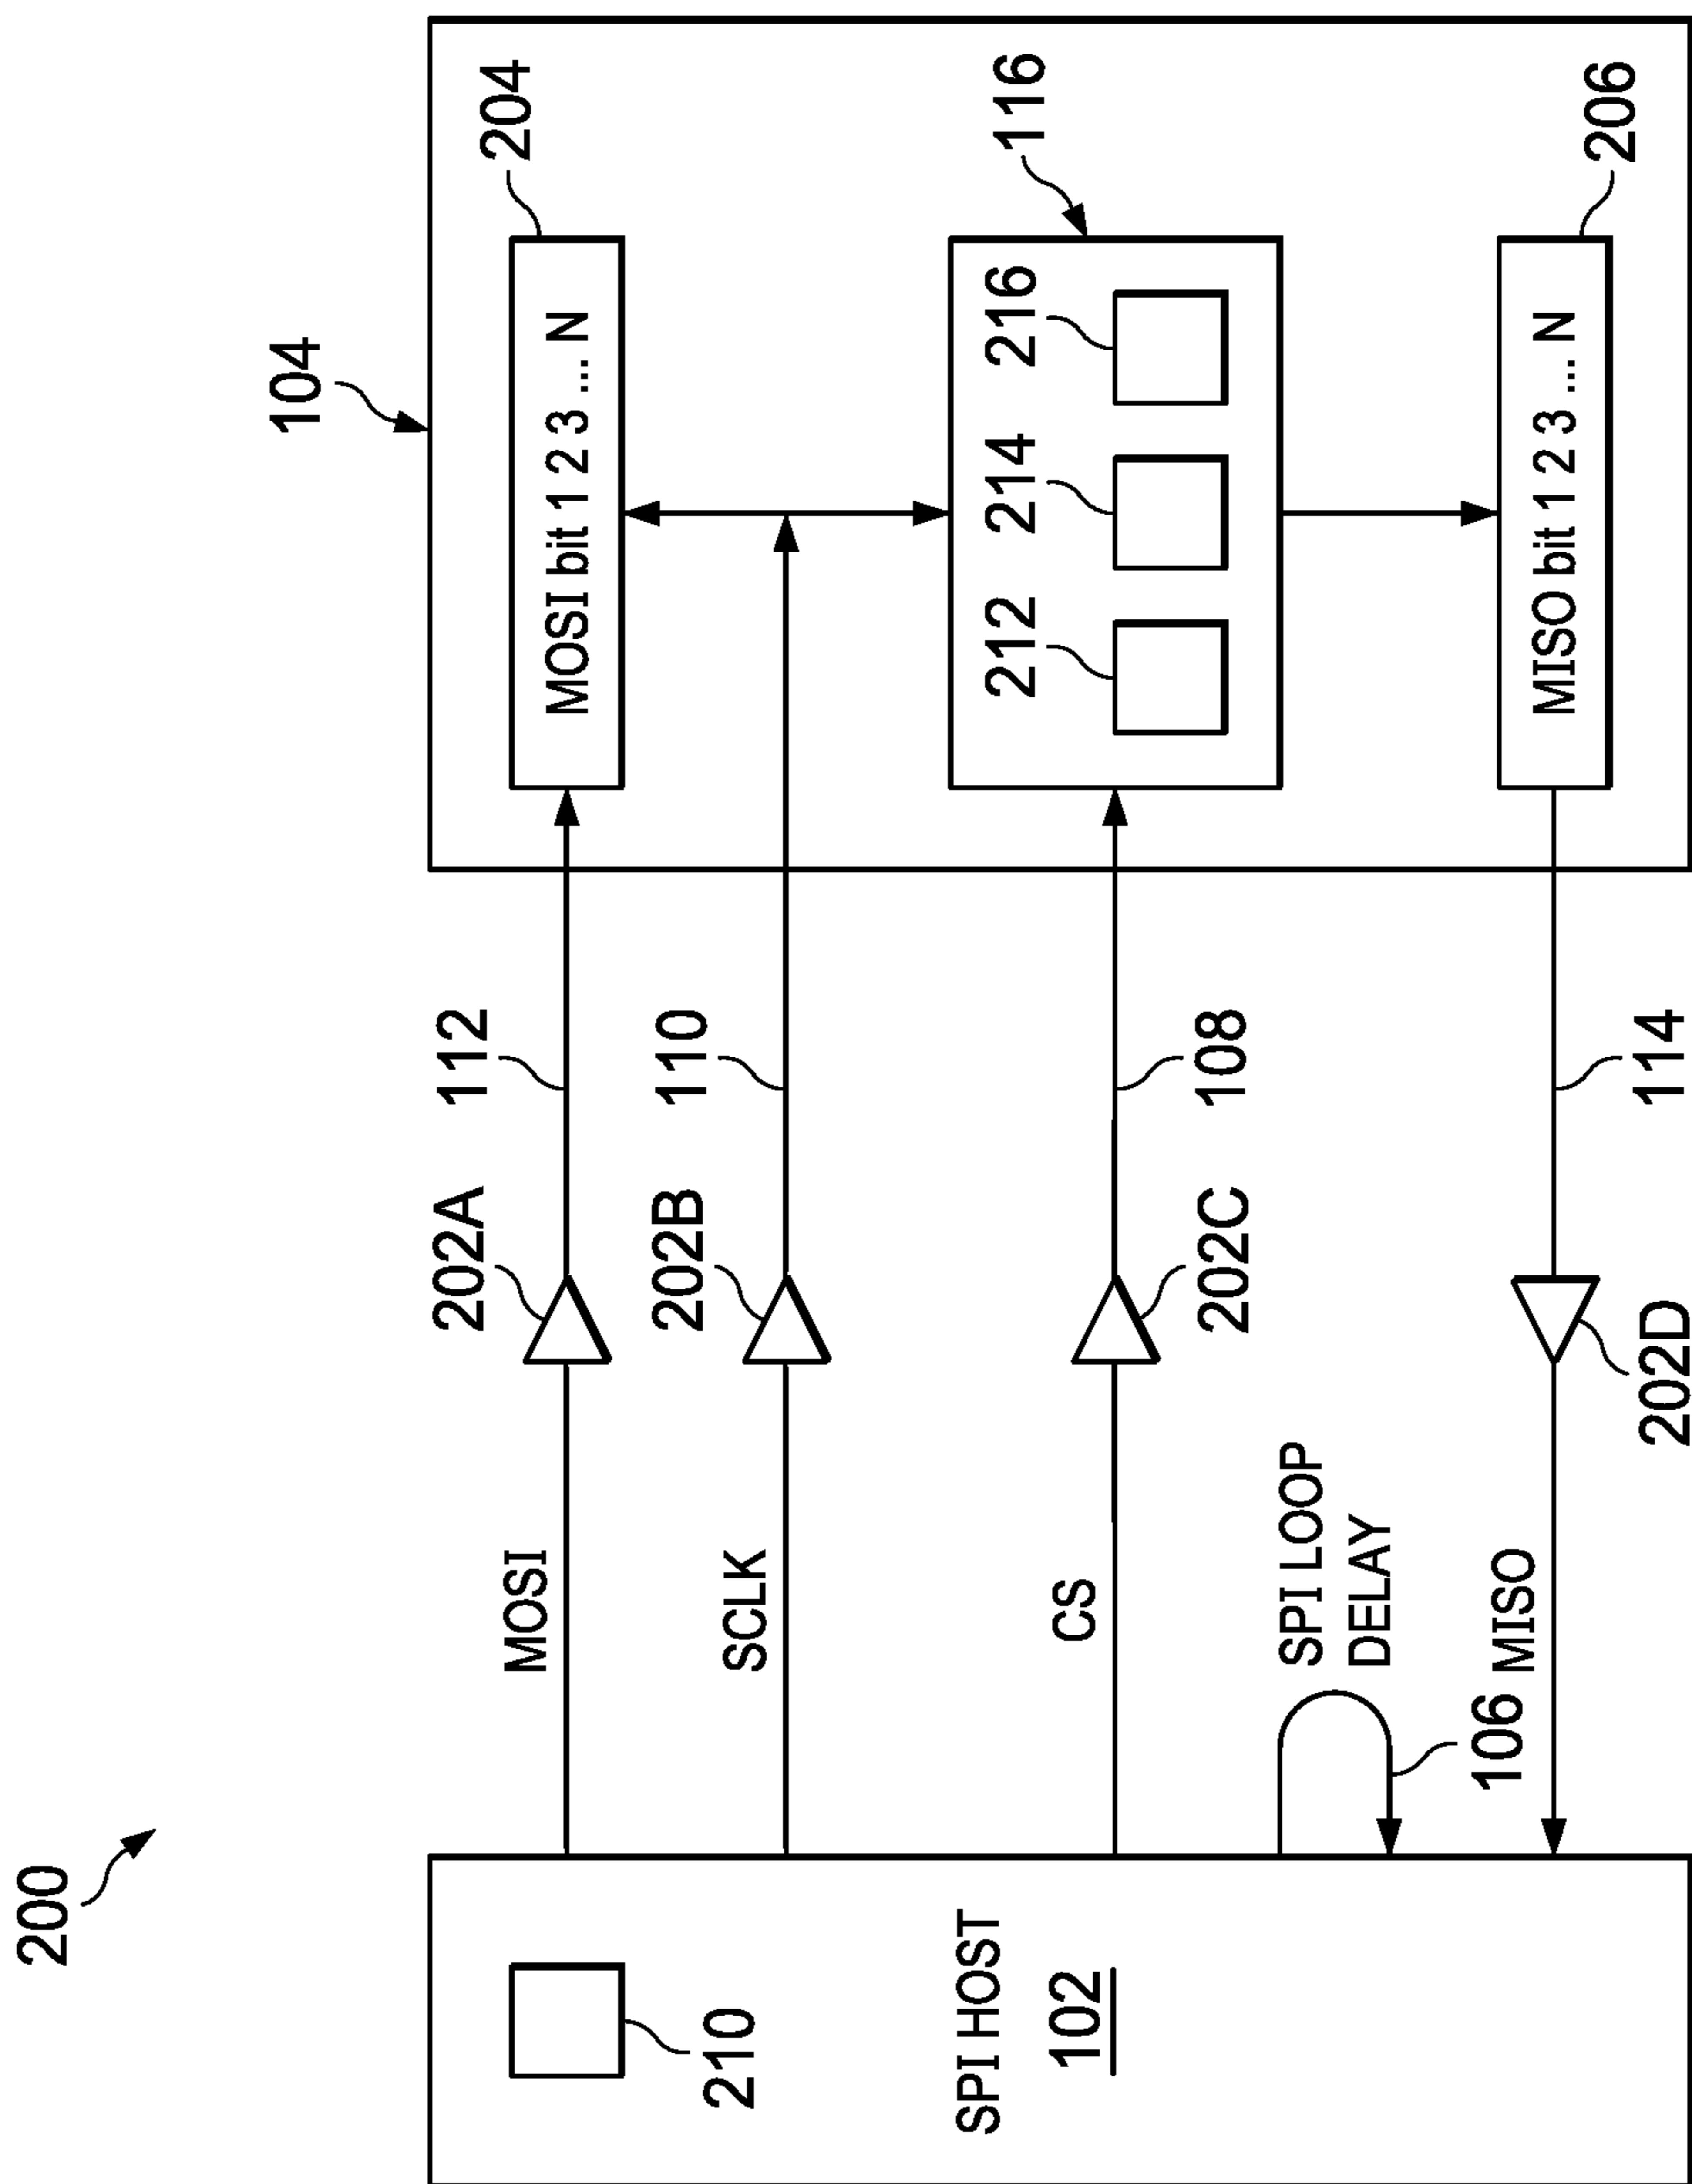 200
104
210
SPI HOST
102
MOSI
202A
112
MOSI bit 1 2 3 ... N
204
SCLK
202B
110
CS
202C
108
212
214
216
116
SPI LOOP
DELAY
106
MISO
202D
114
MISO bit 1 2 3 ... N
206